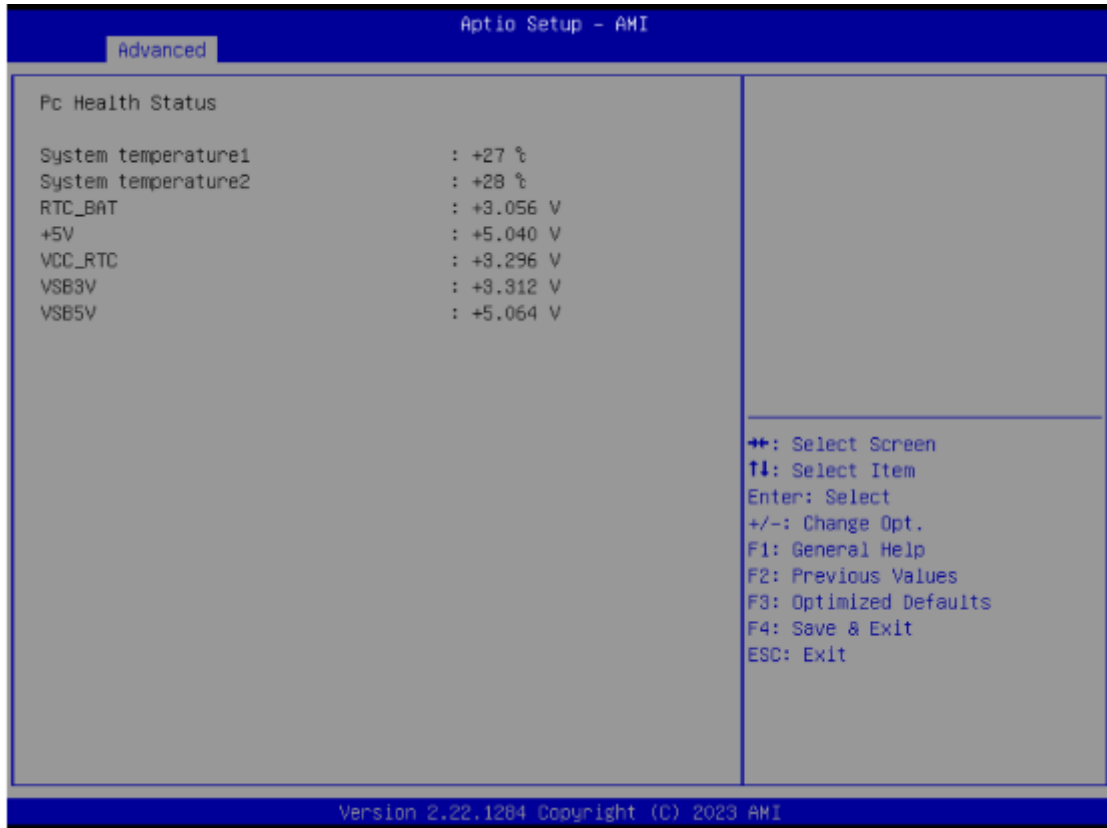 Aptio Setup – AMI
Advanced
Pc Health Status
System temperature1 : +27 ℃
System temperature2 : +28 ℃
RTC_BAT : +3.056 V
+5V : +5.040 V
VCC_RTC : +3.296 V
VSB3V : +3.312 V
VSB5V : +5.064 V
→←: Select Screen
↑↓: Select Item
Enter: Select
+/-: Change Opt.
F1: General Help
F2: Previous Values
F3: Optimized Defaults
F4: Save & Exit
ESC: Exit
Version 2.22.1284 Copyright (C) 2023 AMI